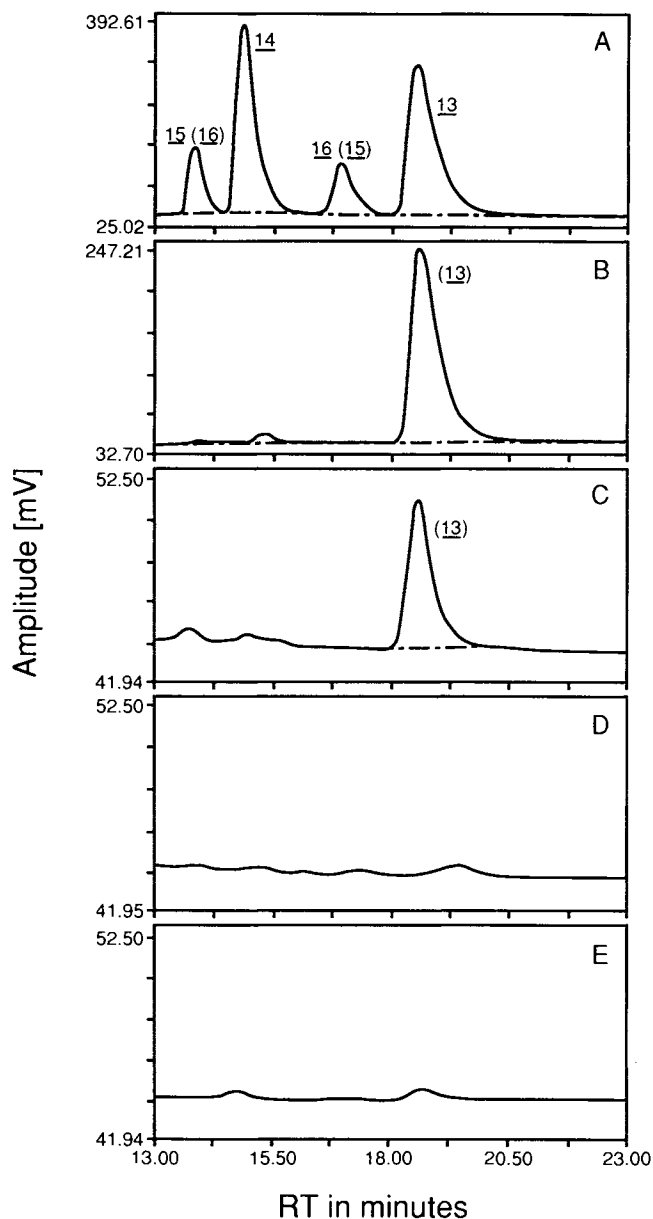 392.61
A
14
13
15 (16)
16 (15)
25.02
247.21
B
(13)
32.70
52.50
C
(13)
41.94
52.50
D
41.95
52.50
E
41.94
13.00 15.50 18.00 20.50 23.00
Amplitude [mV]
RT in minutes